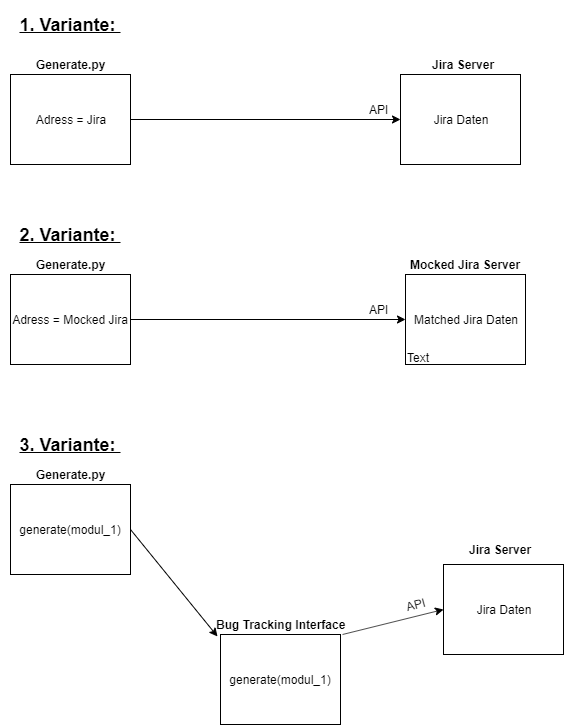 1. Variante:
Generate.py
Jira Server
API
Adress = Jira
Jira Daten
2. Variante:
Generate.py
Mocked Jira Server
API
Adress = Mocked Jira
Matched Jira Daten
Text
3. Variante:
Generate.py
generate(modul_1)
Jira Server
API
Jira Daten
Bug Tracking Interface
generate(modul_1)